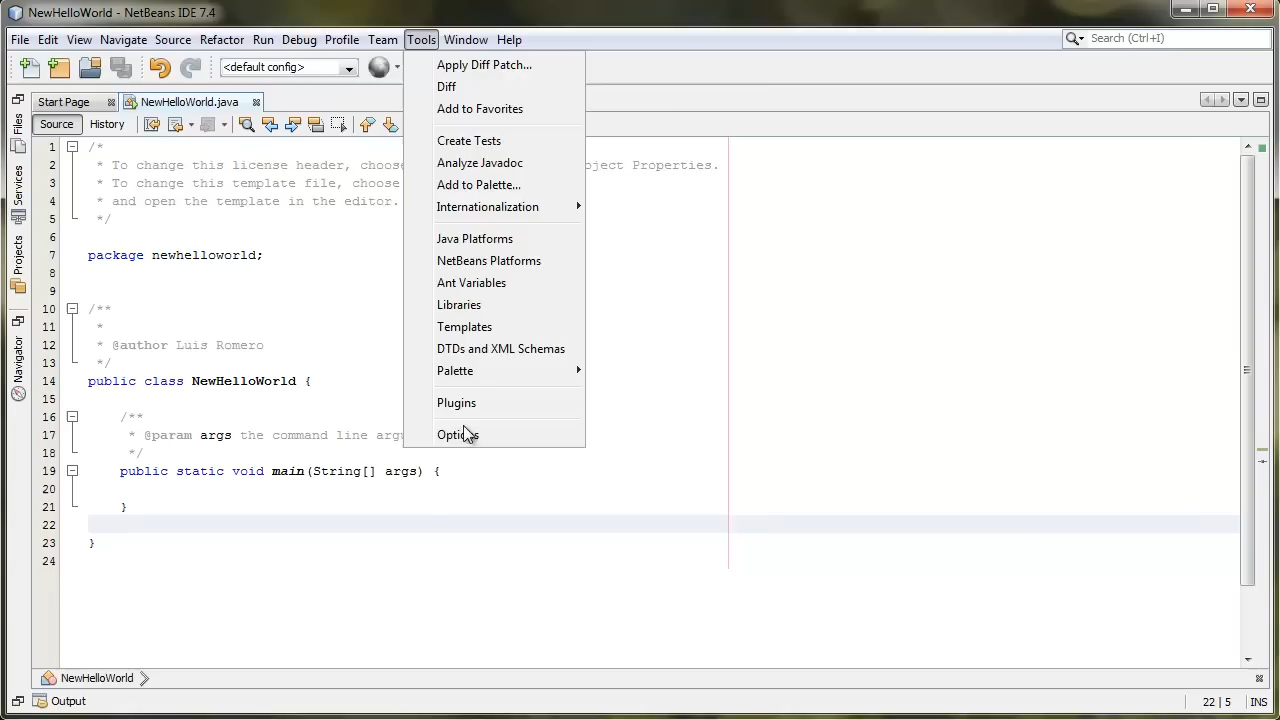 NewHelloWorld - NetBeans IDE 7.4
File Edit View Navigate Source Refactor Run Debug Profile Team Tools Window Help
Search (Ctrl+I)
<default config>
Start Page NewHelloWorld.java
Source History
Files
Services
Projects
Navigator
1 /*
2 * To change this license header, choose oject Properties.
3 * To change this template file, choose
4 * and open the template in the editor.
5 */
6
7 package newhelloworld;
8
9
10 /**
11 *
12 * @author Luis Romero
13 */
14 public class NewHelloWorld {
15
16 /**
17 * @param args the command line argu
18 */
19 public static void main(String[] args) {
20
21 }
22
23 }
24
Apply Diff Patch...
Diff
Add to Favorites
Create Tests
Analyze Javadoc
Add to Palette...
Internationalization
Java Platforms
NetBeans Platforms
Ant Variables
Libraries
Templates
DTDs and XML Schemas
Palette
Plugins
Options
NewHelloWorld
Output
22 | 5 INS